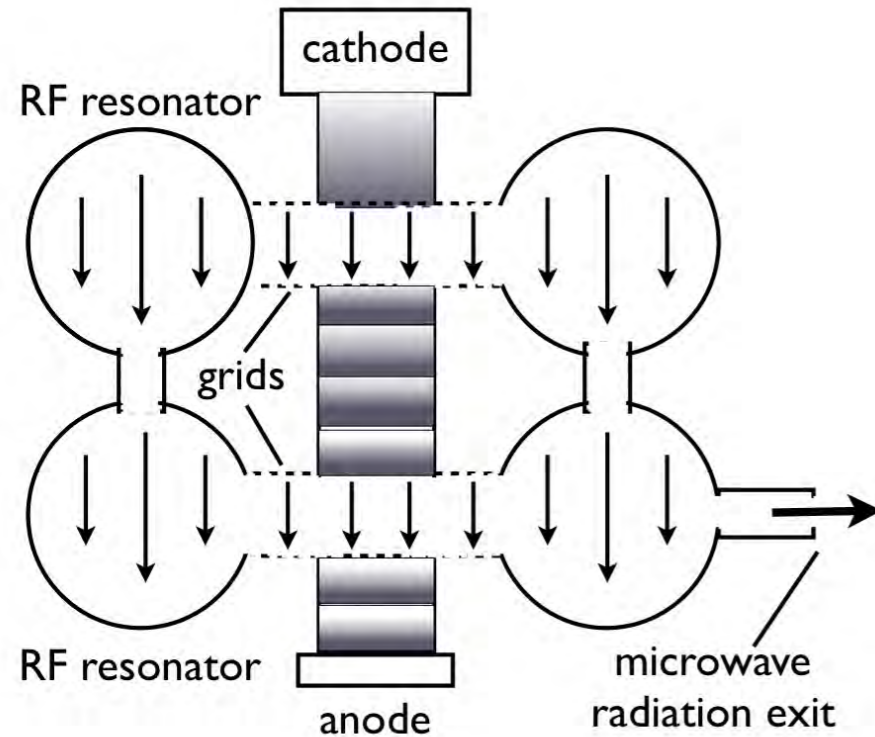 cathode
RF resonator
grids
RF resonator
anode
microwave
radiation exit